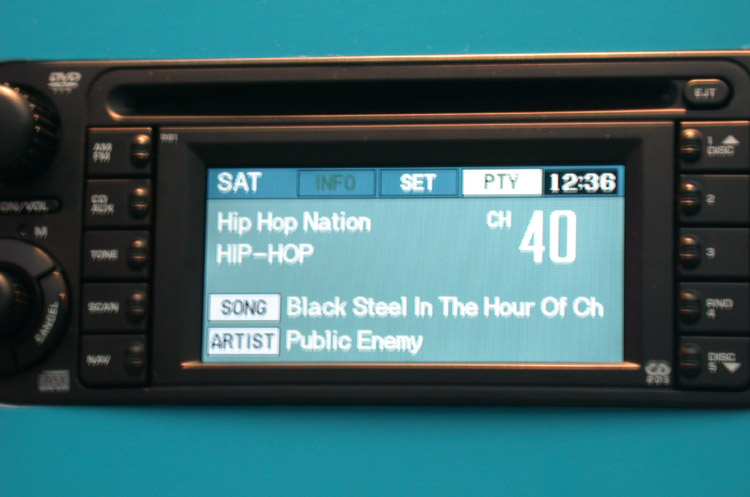 DVD
EJT
AM
FM
1
DISC
SAT INFO SET PTY 12:36
CD
AUX
2
ON/VOL
Hip Hop Nation
CH 40
HIP-HOP
M
TONE
3
SCAN
CANCEL
SONG Black Steel In The Hour Of Ch
RND
4
ARTIST Public Enemy
NAV
DISC
5
CD